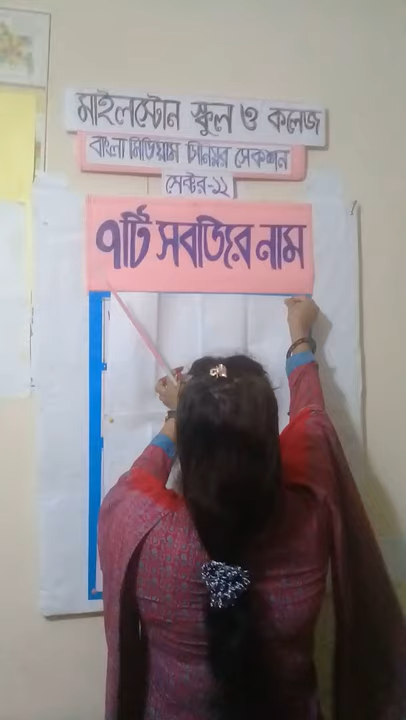 মাইলস্টোন স্কুল ও কলেজ
বাংলা মিডিয়াম জুনিয়র সেকশন
সেক্টর-১১
৭টি সবজির নাম